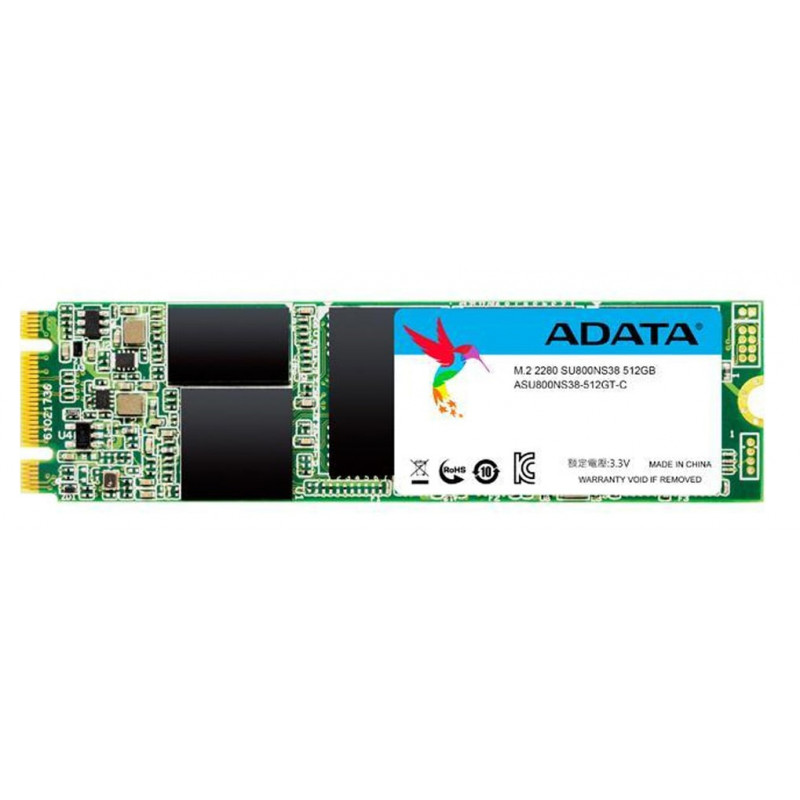 ADATA®
M.2 2280 SU800NS38 512GB
ASU800NS38-512GT-C
RoHS
10
額定電壓:3.3V
MADE IN CHINA
WARRANTY VOID IF REMOVED
61021736
1